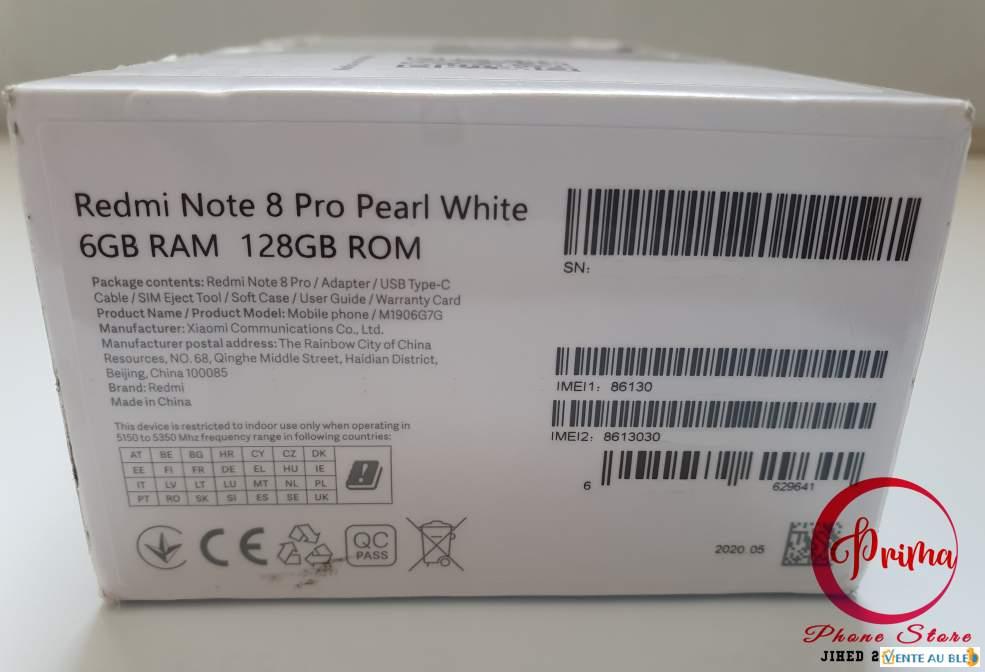 Redmi Note 8 Pro Pearl White
6GB RAM 128GB ROM
Package contents: Redmi Note 8 Pro / Adapter / USB Type-C
Cable / SIM Eject Tool / Soft Case / User Guide / Warranty Card
Product Name / Product Model: Mobile phone / M1906G7G
Manufacturer: Xiaomi Communications Co., Ltd.
Manufacturer postal address: The Rainbow City of China
Resources, NO. 68, Qinghe Middle Street, Haidian District,
Beijing, China 100085
Brand: Redmi
Made in China
This device is restricted to indoor use only when operating in
5150 to 5350 Mhz frequency range in following countries:
AT BE BG HR CY CZ DK
EE FI FR DE EL HU IE
IT LV LT LU MT NL PL
PT RO SK SI ES SE UK
CE
QC
PASS
SN:
IMEI1: 86130
IMEI2: 8613030
6 629641
2020.05
Prima
Phone Store
JIHED 2
VENTE AU BLED